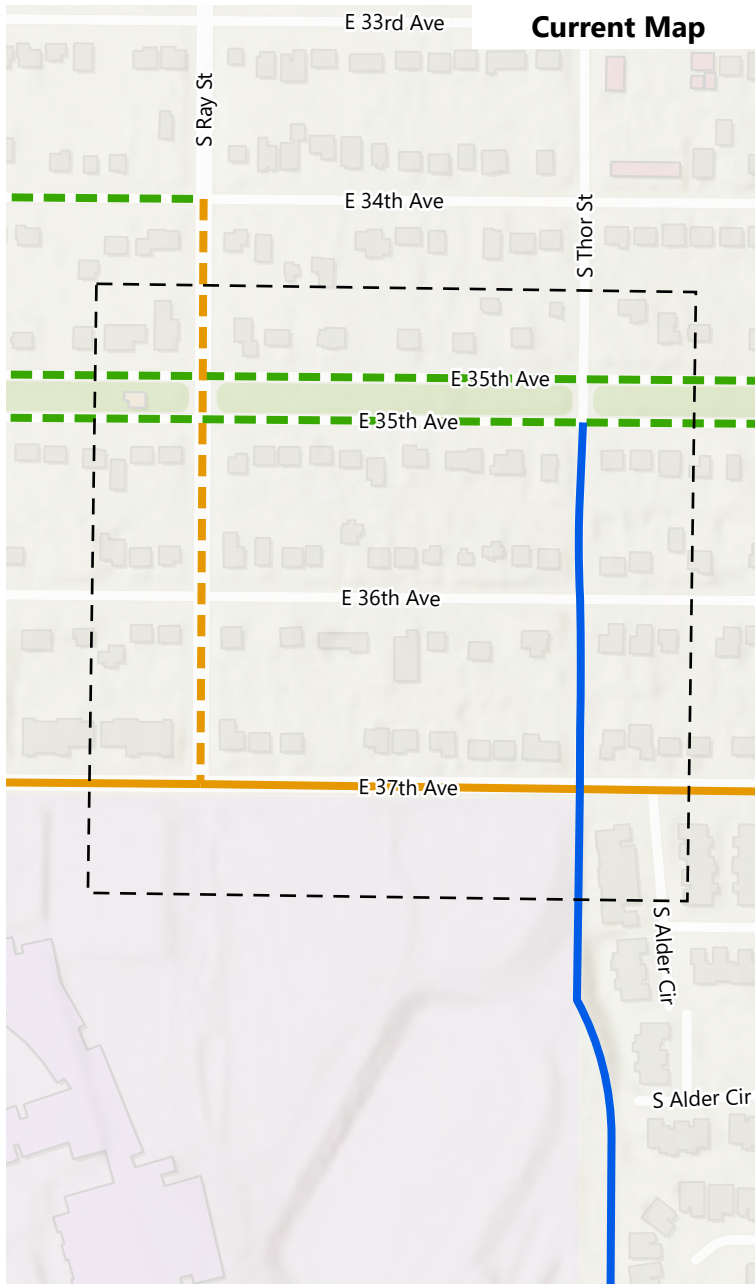 Current Map
E 33rd Ave
S Ray St
E 34th Ave
S Thor St
E 35th Ave
E 35th Ave
E 36th Ave
E 37th Ave
S Alder Cir
S Alder Cir